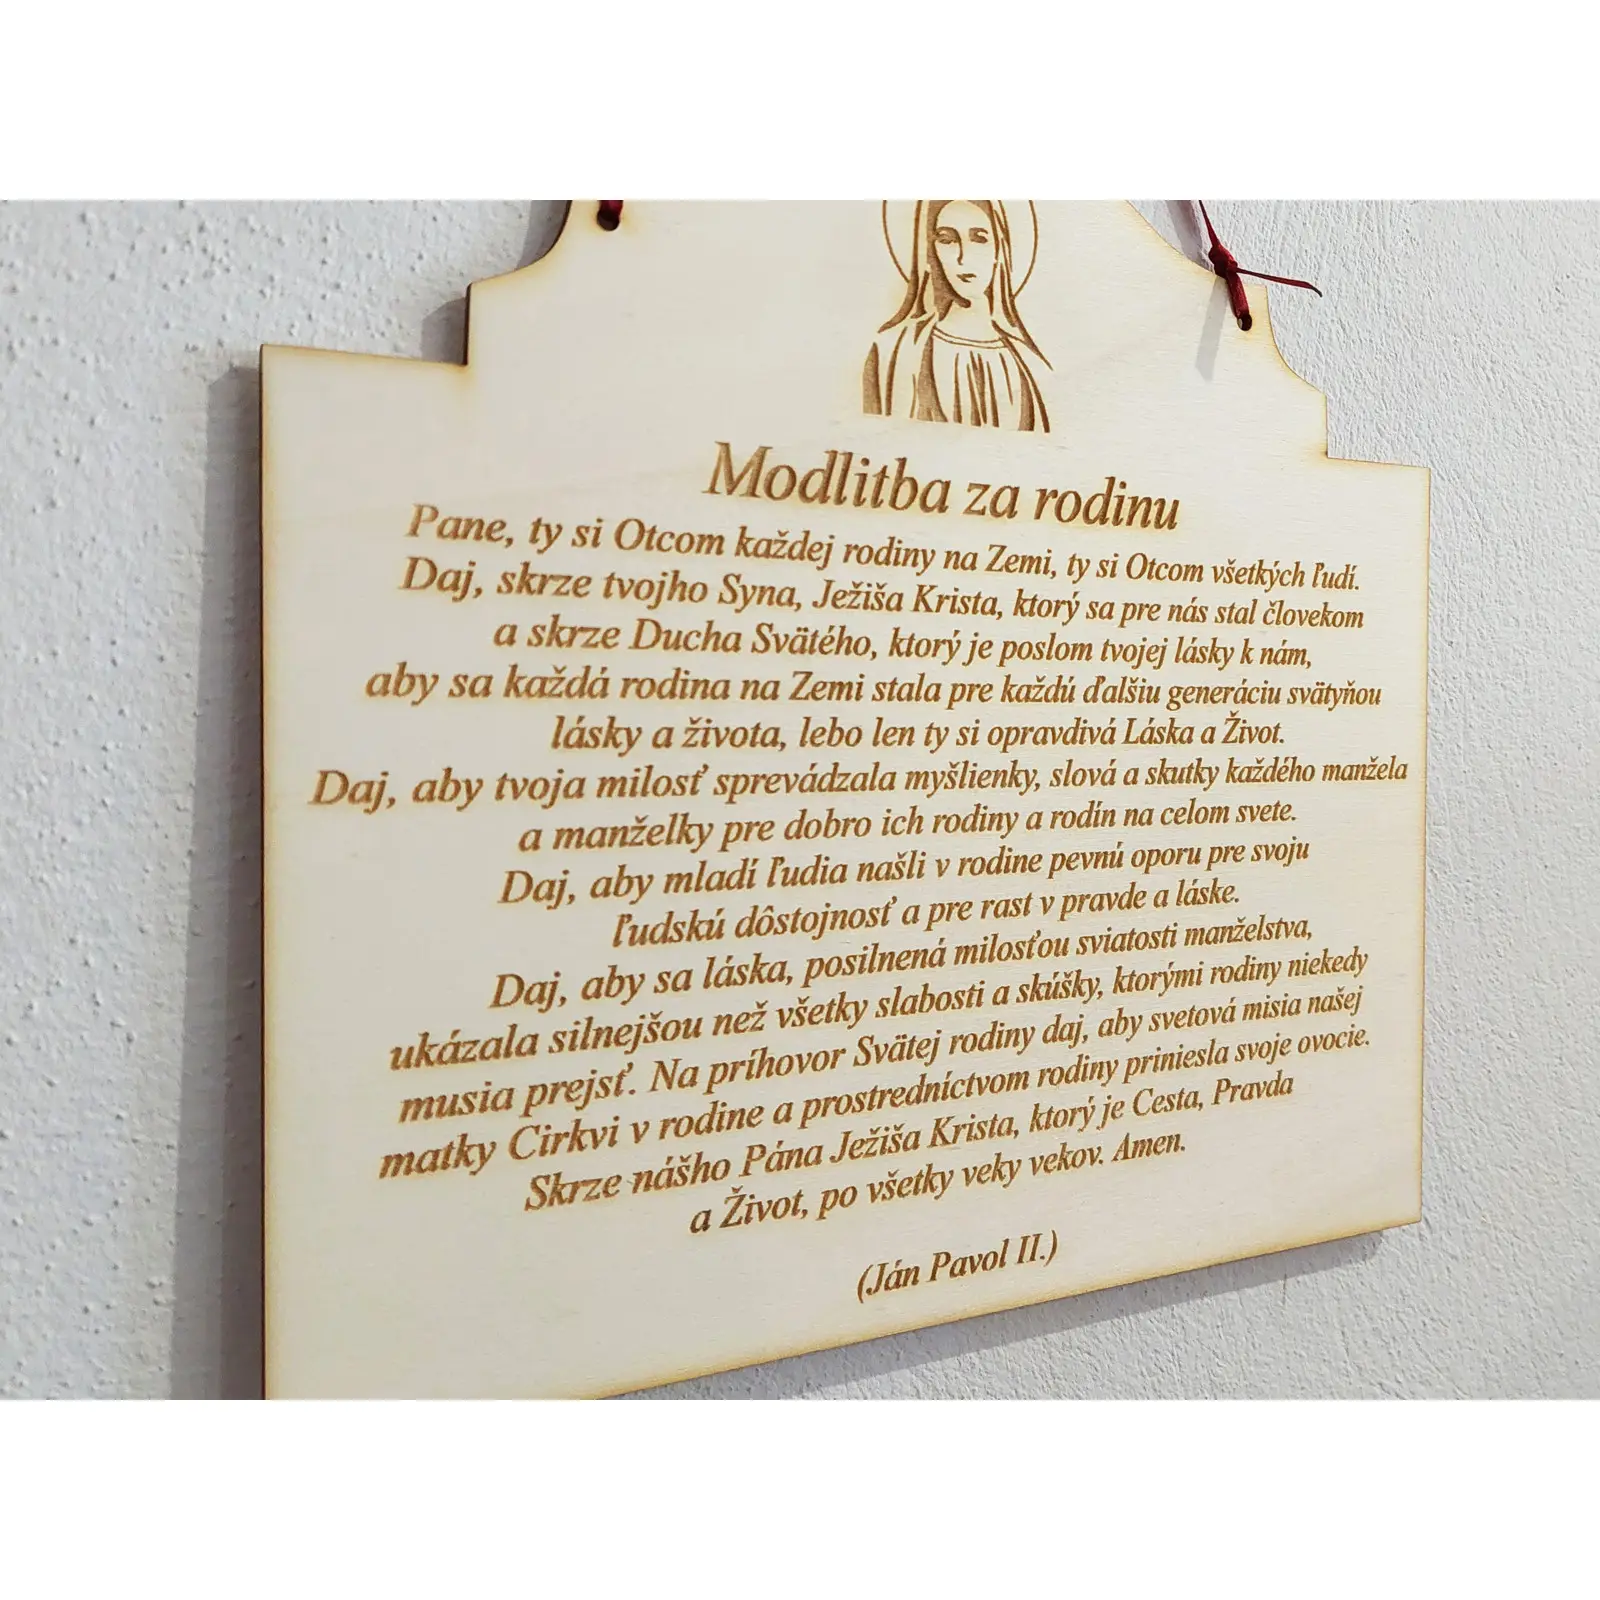 Modlitba za rodinu
Pane, ty si Otcom každej rodiny na Zemi, ty si Otcom všetkých ľudí.
Daj, skrze tvojho Syna, Ježiša Krista, ktorý sa pre nás stal človekom
a skrze Ducha Svätého, ktorý je poslom tvojej lásky k nám,
aby sa každá rodina na Zemi stala pre každú ďalšiu generáciu svätyňou
lásky a života, lebo len ty si opravdivá Láska a Život.
Daj, aby tvoja milosť sprevádzala myšlienky, slová a skutky každého manžela
a manželky pre dobro ich rodiny a rodín na celom svete.
Daj, aby mladí ľudia našli v rodine pevnú oporu pre svoju
ľudskú dôstojnosť a pre rast v pravde a láske.
Daj, aby sa láska, posilnená milosťou sviatosti manželstva,
ukázala silnejšou než všetky slabosti a skúšky, ktorými rodiny niekedy
musia prejsť. Na príhovor Svätej rodiny daj, aby svetová misia našej
matky Cirkvi v rodine a prostredníctvom rodiny priniesla svoje ovocie.
Skrze nášho Pána Ježiša Krista, ktorý je Cesta, Pravda
a Život, po všetky veky vekov. Amen.
(Ján Pavol II.)